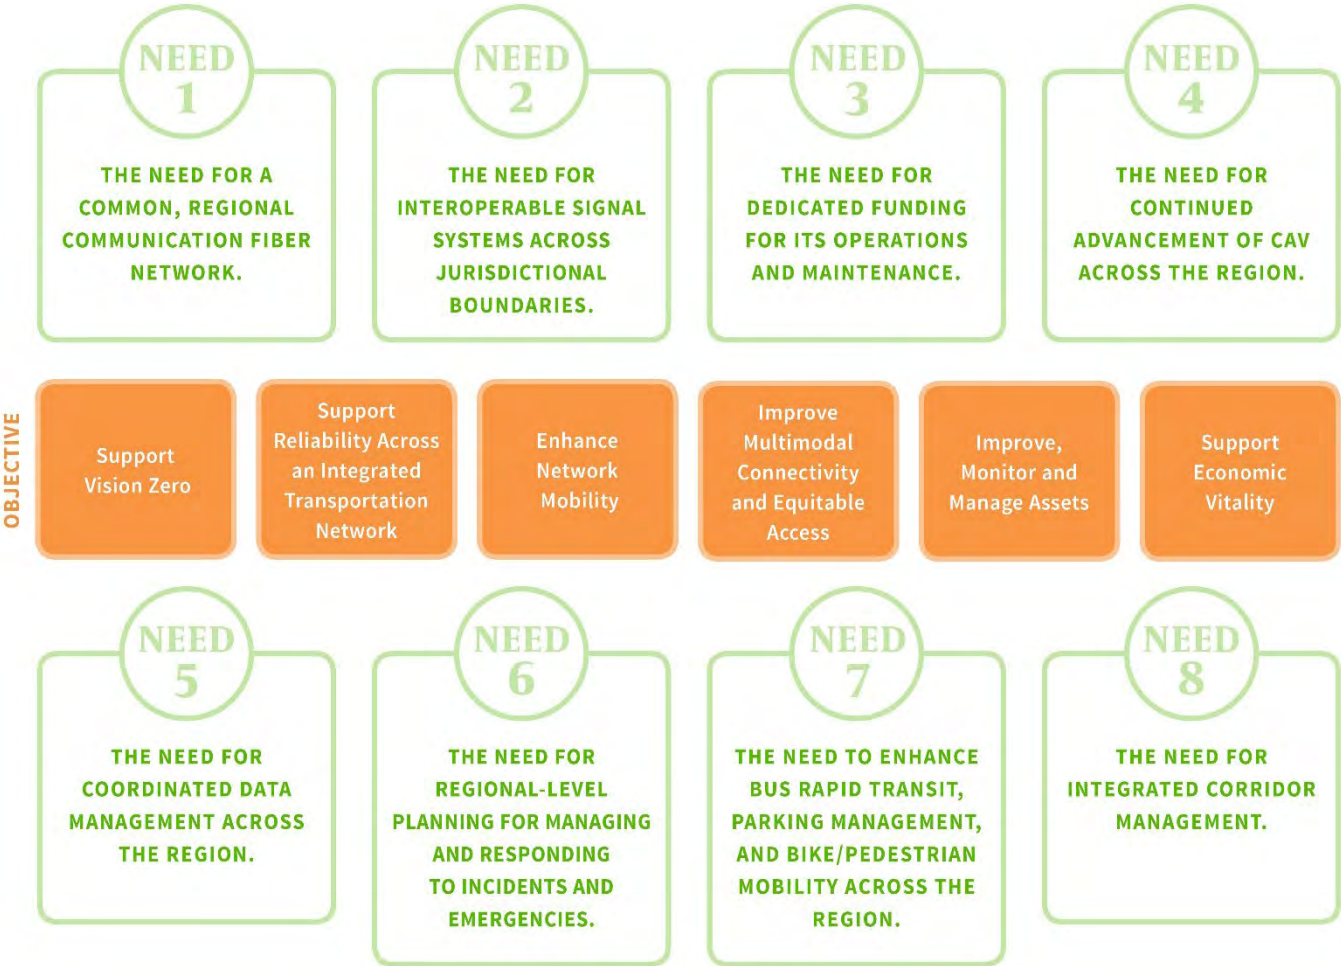 NEED
1
THE NEED FOR A
COMMON, REGIONAL
COMMUNICATION FIBER
NETWORK.
NEED
2
THE NEED FOR
INTEROPERABLE SIGNAL
SYSTEMS ACROSS
JURISDICTIONAL
BOUNDARIES.
NEED
3
THE NEED FOR
DEDICATED FUNDING
FOR ITS OPERATIONS
AND MAINTENANCE.
NEED
4
THE NEED FOR
CONTINUED
ADVANCEMENT OF CAV
ACROSS THE REGION.
OBJECTIVE
Support
Vision Zero
Support
Reliability Across
an Integrated
Transportation
Network
Enhance
Network
Mobility
Improve
Multimodal
Connectivity
and Equitable
Access
Improve,
Monitor and
Manage Assets
Support
Economic
Vitality
NEED
5
THE NEED FOR
COORDINATED DATA
MANAGEMENT ACROSS
THE REGION.
NEED
6
THE NEED FOR
REGIONAL-LEVEL
PLANNING FOR MANAGING
AND RESPONDING
TO INCIDENTS AND
EMERGENCIES.
NEED
7
THE NEED TO ENHANCE
BUS RAPID TRANSIT,
PARKING MANAGEMENT,
AND BIKE/PEDESTRIAN
MOBILITY ACROSS THE
REGION.
NEED
8
THE NEED FOR
INTEGRATED CORRIDOR
MANAGEMENT.